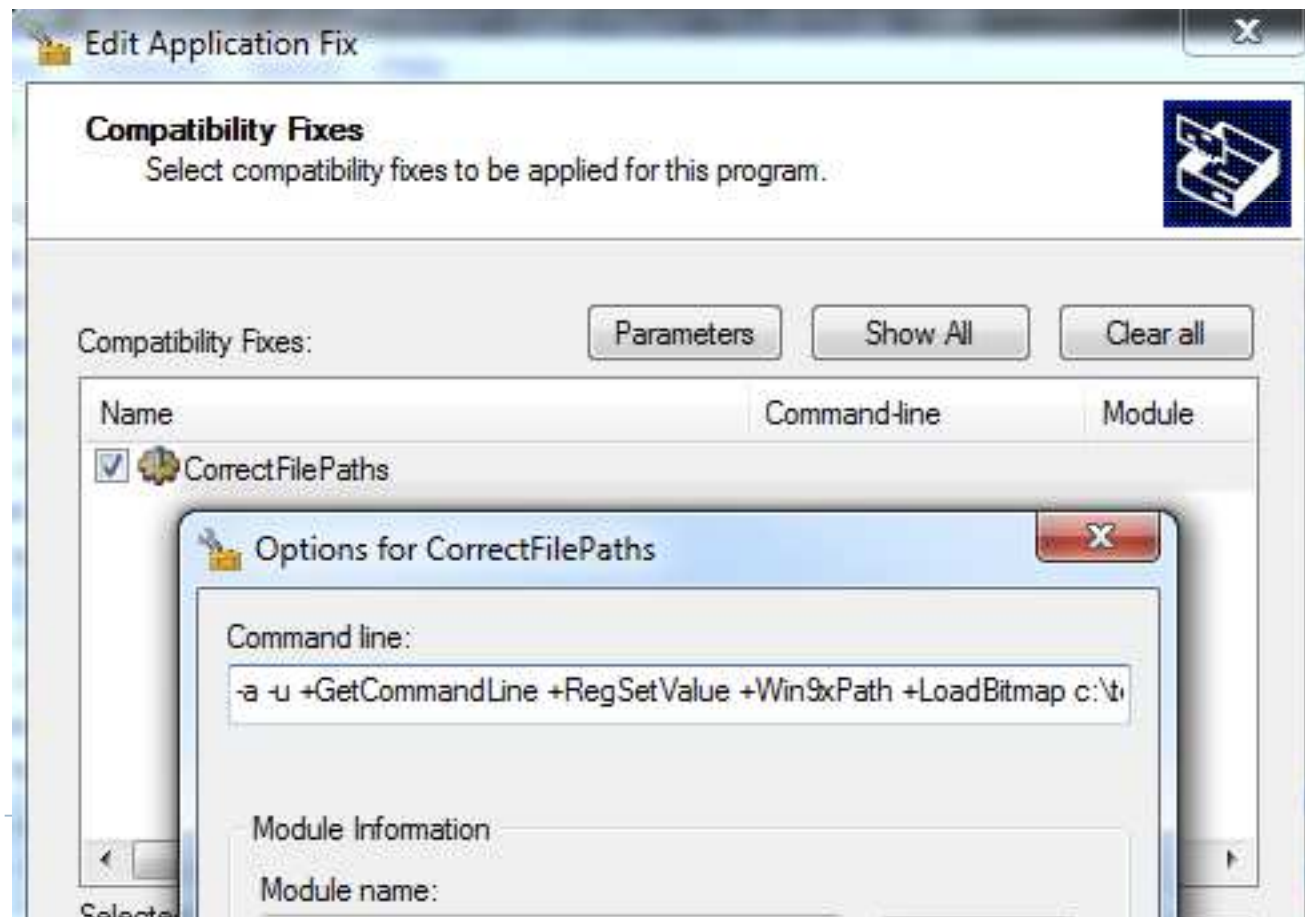 Edit Application Fix
Compatibility Fixes
Select compatibility fixes to be applied for this program.
Compatibility Fixes:
Parameters
Show All
Clear all
Name Command-line Module
CorrectFilePaths
Options for CorrectFilePaths
Command line:
-a -u +GetCommandLine +RegSetValue +Win9xPath +LoadBitmap
Module Information
Module name: